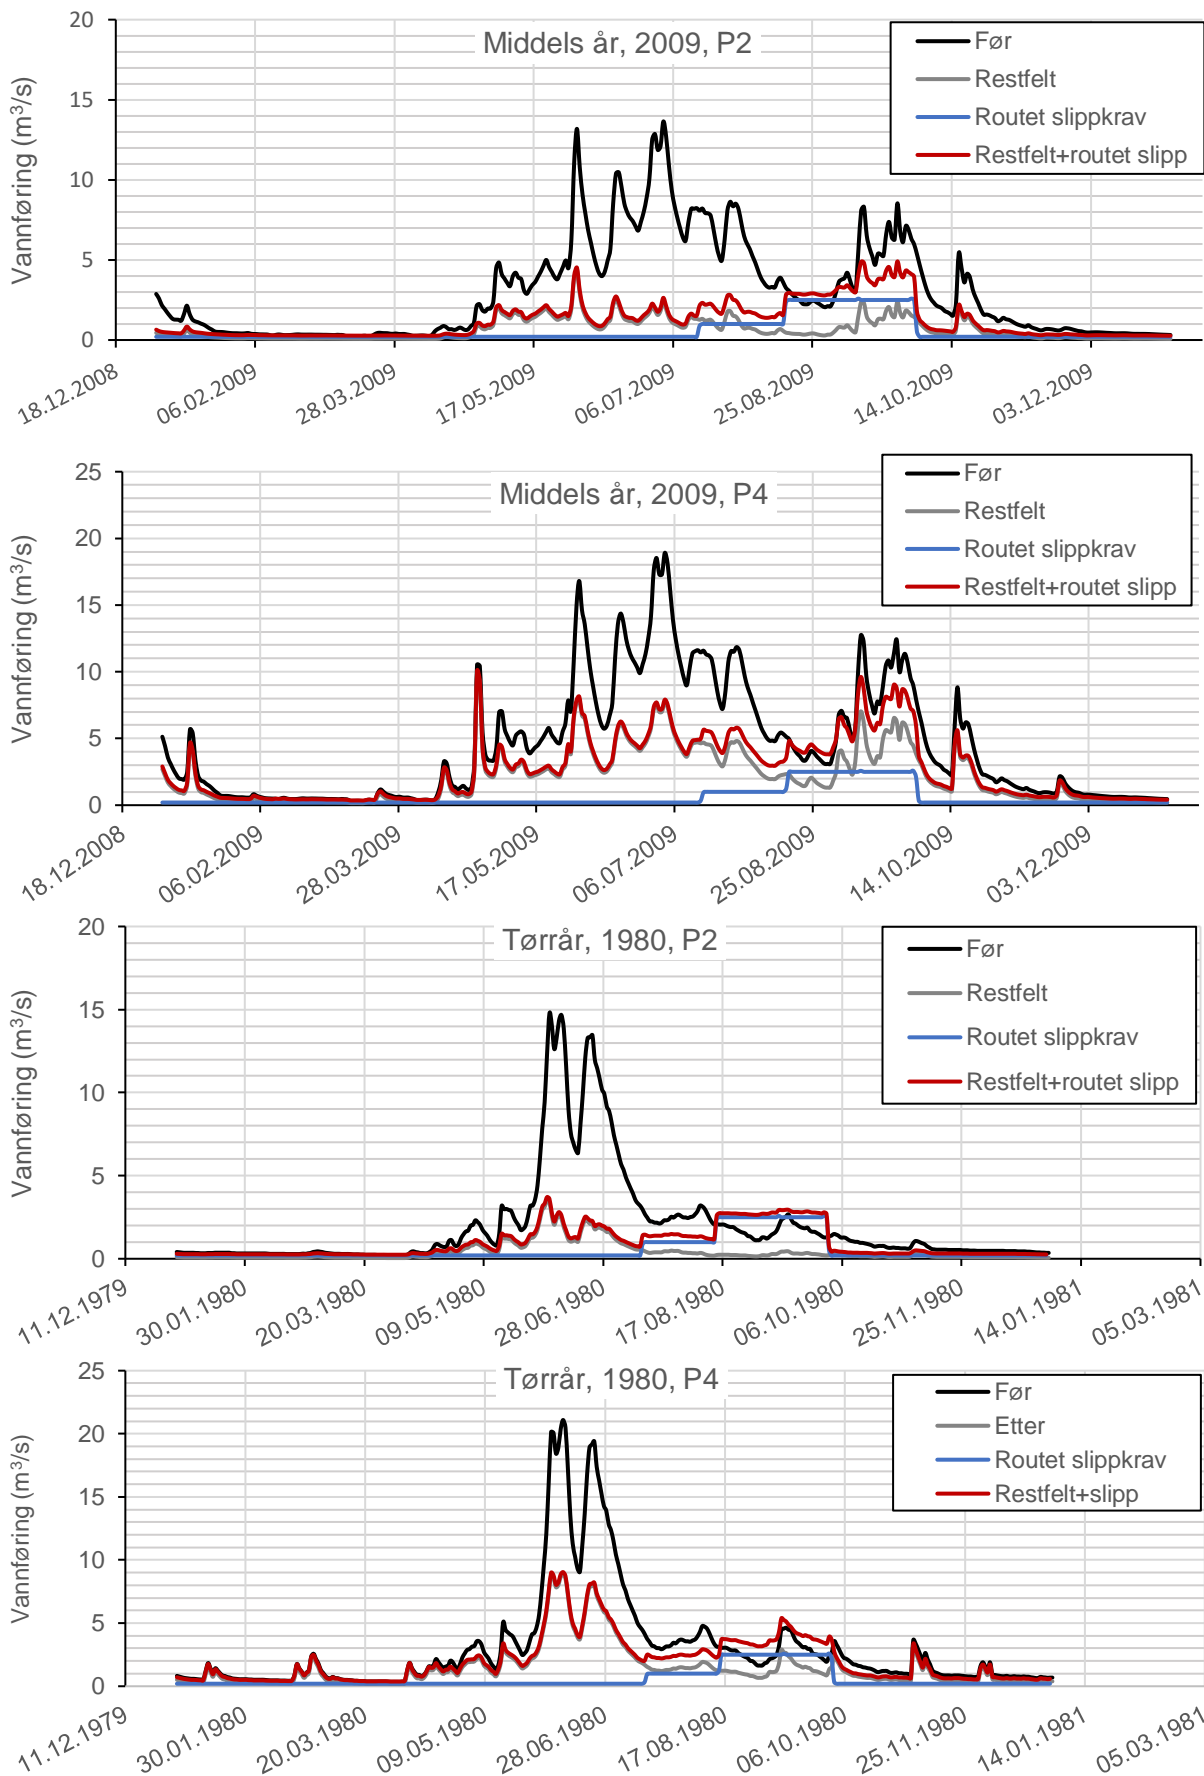 Middels år, 2009, P2
Vannføring (m³/s)
20
15
10
5
0
Før
Restfelt
Routet slippkrav
Restfelt+routet slipp
18.12.2008
06.02.2009
28.03.2009
17.05.2009
06.07.2009
25.08.2009
14.10.2009
03.12.2009
Middels år, 2009, P4
Vannføring (m³/s)
25
20
15
10
5
0
Før
Restfelt
Routet slippkrav
Restfelt+routet slipp
18.12.2008
06.02.2009
28.03.2009
17.05.2009
06.07.2009
25.08.2009
14.10.2009
03.12.2009
Tørrår, 1980, P2
Vannføring (m³/s)
20
15
10
5
0
Før
Restfelt
Routet slippkrav
Restfelt+routet slipp
11.12.1979
30.01.1980
20.03.1980
09.05.1980
28.06.1980
17.08.1980
06.10.1980
25.11.1980
14.01.1981
05.03.1981
Tørrår, 1980, P4
Vannføring (m³/s)
25
20
15
10
5
0
Før
Etter
Routet slippkrav
Restfelt+slipp
11.12.1979
30.01.1980
20.03.1980
09.05.1980
28.06.1980
17.08.1980
06.10.1980
25.11.1980
14.01.1981
05.03.1981